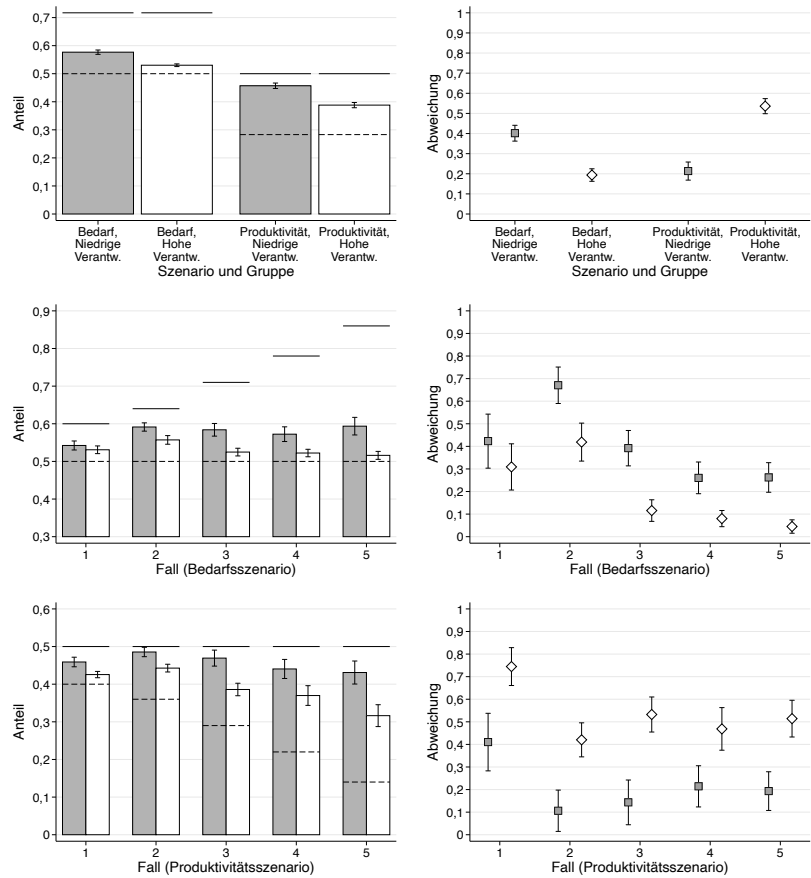 0,7
0,6
0,5
0,4
0,3
0,2
0,1
0
Anteil
Bedarf,
Niedrige
Verantw.
Bedarf,
Hohe
Verantw.
Produktivität,
Niedrige
Verantw.
Produktivität,
Hohe
Verantw.
Szenario und Gruppe
1
0,9
0,8
0,7
0,6
0,5
0,4
0,3
0,2
0,1
0
Abweichung
Bedarf,
Niedrige
Verantw.
Bedarf,
Hohe
Verantw.
Produktivität,
Niedrige
Verantw.
Produktivität,
Hohe
Verantw.
Szenario und Gruppe
0,9
0,8
0,7
0,6
0,5
0,4
0,3
Anteil
1 2 3 4 5
Fall (Bedarfsszenario)
1
0,9
0,8
0,7
0,6
0,5
0,4
0,3
0,2
0,1
0
Abweichung
1 2 3 4 5
Fall (Bedarfsszenario)
0,6
0,5
0,4
0,3
0,2
0,1
0
Anteil
1 2 3 4 5
Fall (Produktivitätsszenario)
1
0,9
0,8
0,7
0,6
0,5
0,4
0,3
0,2
0,1
0
Abweichung
1 2 3 4 5
Fall (Produktivitätsszenario)